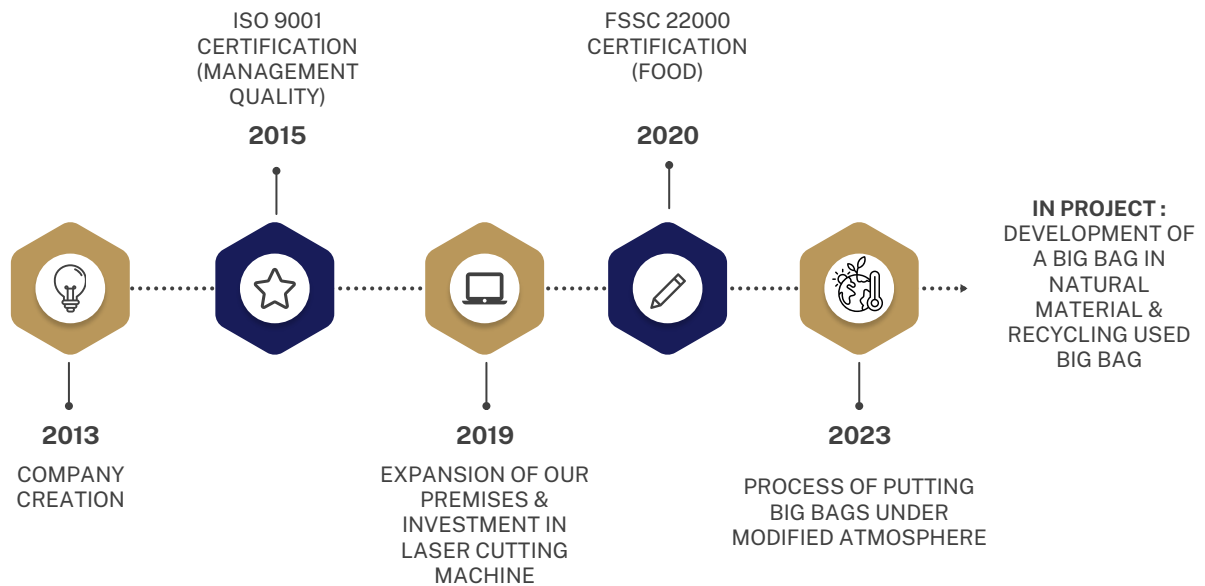 ISO 9001
CERTIFICATION
(MANAGEMENT
QUALITY)
2015
FSSC 22000
CERTIFICATION
(FOOD)
2020
IN PROJECT :
DEVELOPMENT OF
A BIG BAG IN
NATURAL
MATERIAL &
RECYCLING USED
BIG BAG
2013
COMPANY
CREATION
2019
EXPANSION OF OUR
PREMISES &
INVESTMENT IN
LASER CUTTING
MACHINE
2023
PROCESS OF PUTTING
BIG BAGS UNDER
MODIFIED ATMOSPHERE